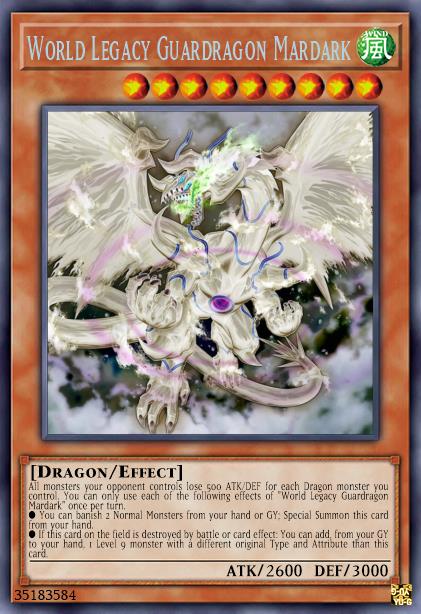 World Legacy Guardragon Mardark
WIND
風
[Dragon/Effect]
All monsters your opponent controls lose 500 ATK/DEF for each Dragon monster you
control. You can only use each of the following effects of "World Legacy Guardragon
Mardark" once per turn.
● You can banish 2 Normal Monsters from your hand or GY; Special Summon this card
from your hand.
● If this card on the field is destroyed by battle or card effect: You can add, from your GY
to your hand, 1 Level 9 monster with a different original Type and Attribute than this
card.
ATK/2600 DEF/3000
35183584